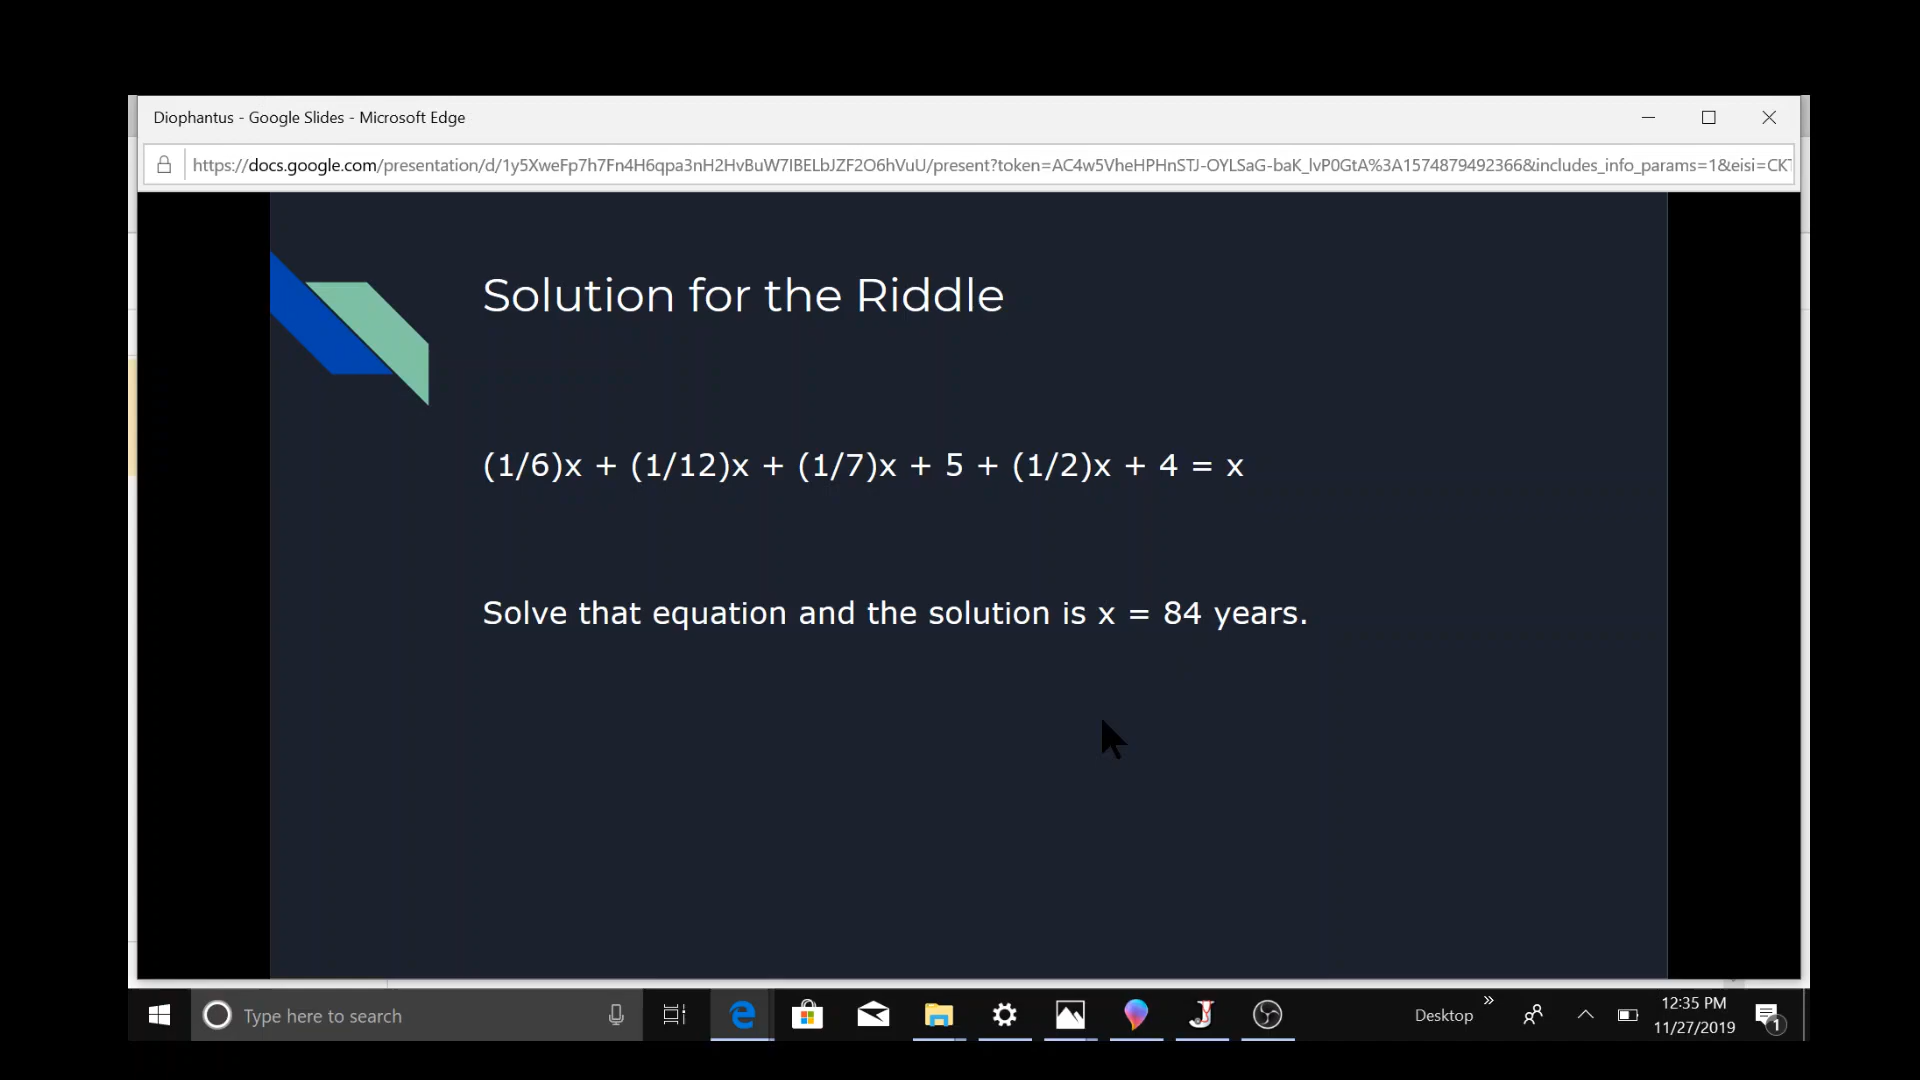 Diophantus - Google Slides - Microsoft Edge
https://docs.google.com/presentation/d/1y5XweFp7h7Fn4H6qpa3nH2HvBuW7IBELbJZF2O6hVuU/present?token=AC4w5VheHPHnSTJ-OYLSaG-baK_lvP0GtA%3A1574879492366&includes_info_params=1&eisi=CK
Solution for the Riddle
(1/6)x + (1/12)x + (1/7)x + 5 + (1/2)x + 4 = x
Solve that equation and the solution is x = 84 years.
Type here to search
Desktop
12:35 PM
11/27/2019
1